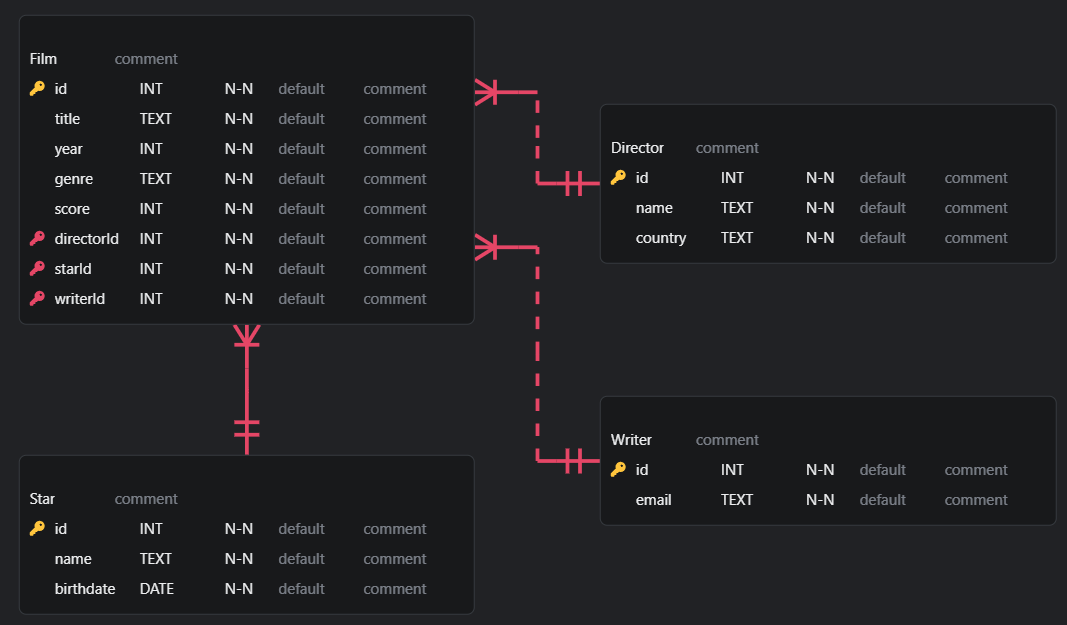 Film comment
id INT N-N default comment
title TEXT N-N default comment
year INT N-N default comment
genre TEXT N-N default comment
score INT N-N default comment
directorId INT N-N default comment
starId INT N-N default comment
writerId INT N-N default comment
Director comment
id INT N-N default comment
name TEXT N-N default comment
country TEXT N-N default comment
Writer comment
id INT N-N default comment
email TEXT N-N default comment
Star comment
id INT N-N default comment
name TEXT N-N default comment
birthdate DATE N-N default comment